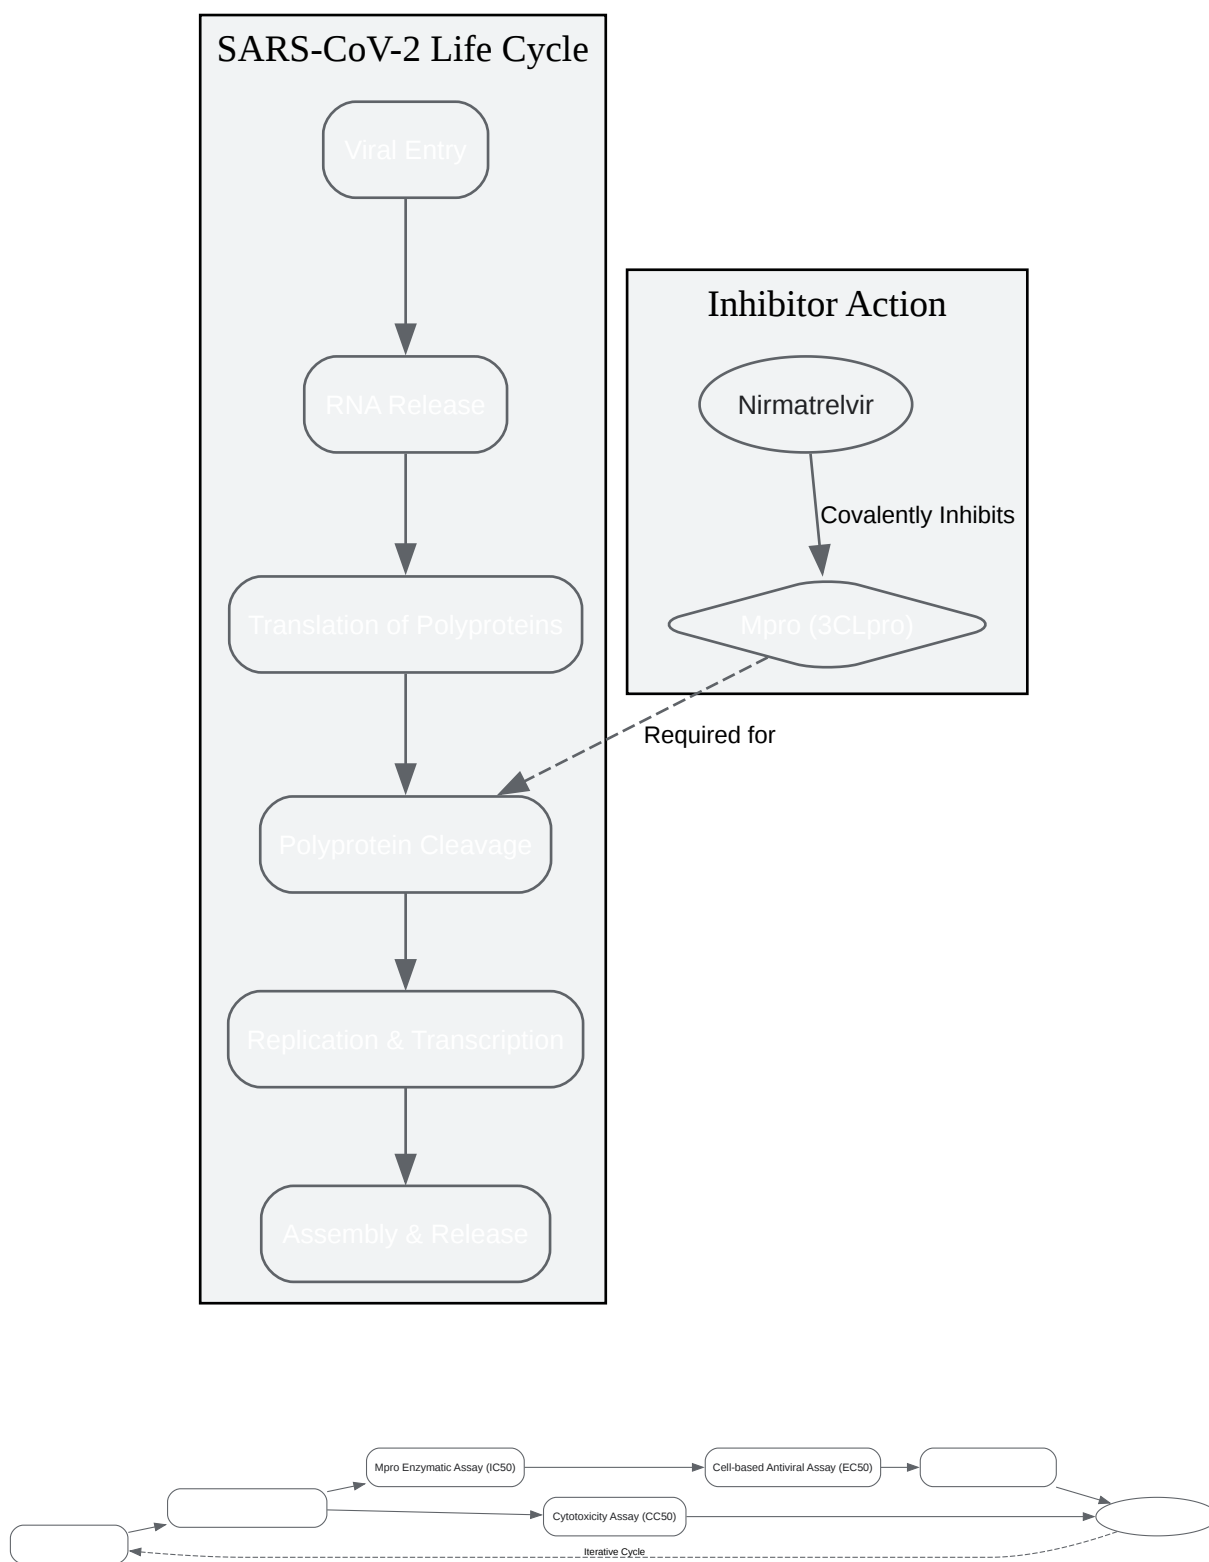 SARS-CoV-2 Life Cycle
Viral Entry
RNA Release
Translation of Polyproteins
Polyprotein Cleavage
Replication & Transcription
Assembly & Release
Inhibitor Action
Nirmatrelvir
Covalently Inhibits
Mpro (3CLpro)
Required for
Mpro Enzymatic Assay (IC50)
Cell-based Antiviral Assay (EC50)
Cytotoxicity Assay (CC50)
Iterative Cycle